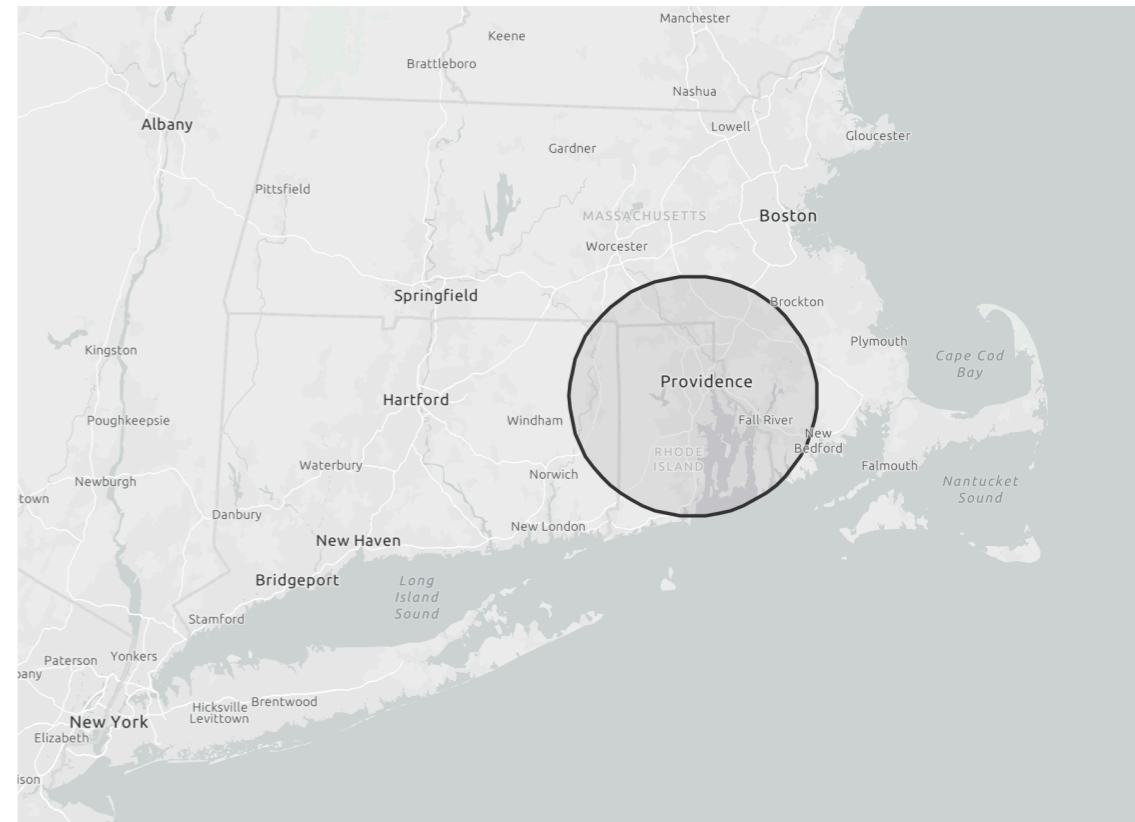 Manchester
Keene
Brattleboro
Nashua
Albany
Lowell
Gloucester
Gardner
Pittsfield
MASSACHUSETTS
Boston
Worcester
Springfield
Brockton
Plymouth
Kingston
Cape Cod
Bay
Providence
Hartford
Poughkeepsie
Windham
Fall River
New
Bedford
RHODE
ISLAND
Waterbury
Falmouth
Norwich
Newburgh
Nantucket
Sound
town
Danbury
New London
New Haven
Bridgeport
Long
Island
Sound
Stamford
Yonkers
Paterson
pany
Brentwood
Hicksville
Levittown
New York
Elizabeth
ison